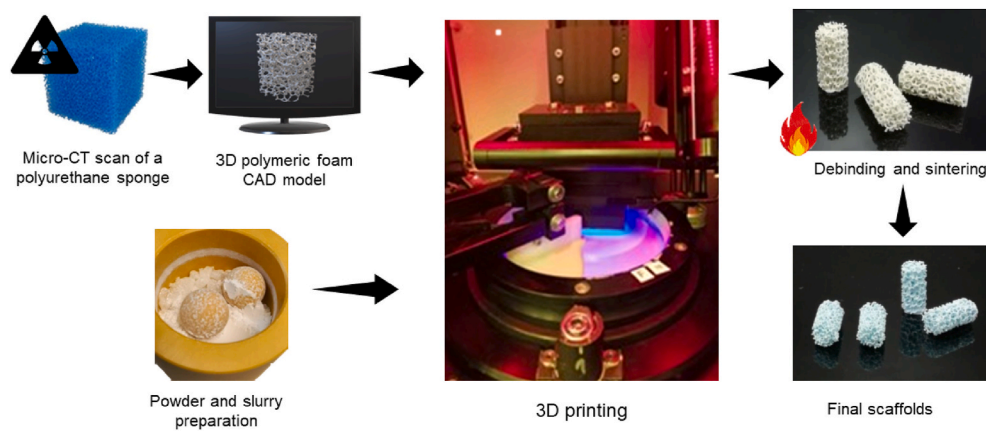 Micro-CT scan of a
polyurethane sponge
3D polymeric foam
CAD model
Debinding and sintering
Powder and slurry
preparation
3D printing
Final scaffolds